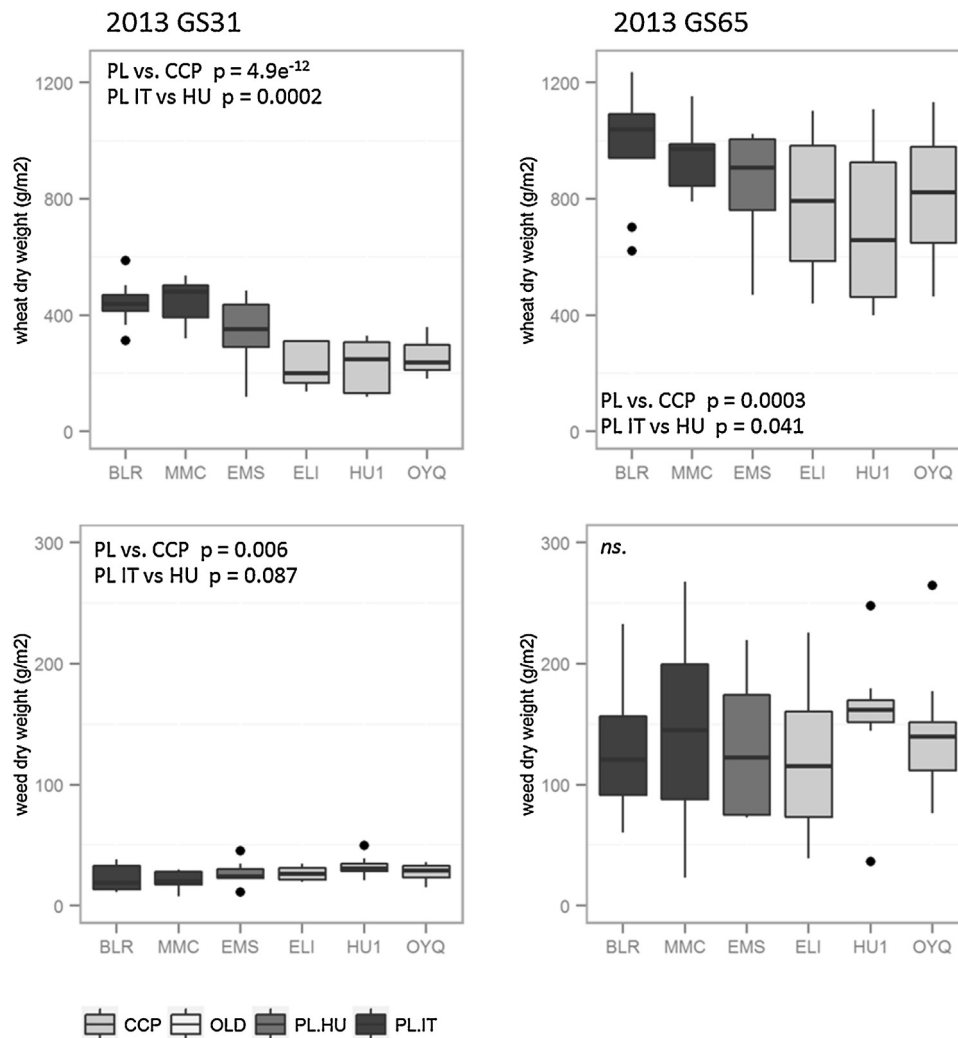 2013 GS31
2013 GS65
PL vs. CCP p = 4.9e-12
PL IT vs HU p = 0.0002
wheat dry weight (g/m2)
1200
800
400
0
BLR MMC EMS ELI HU1 OYQ
wheat dry weight (g/m2)
1200
800
400
0
PL vs. CCP p = 0.0003
PL IT vs HU p = 0.041
BLR MMC EMS ELI HU1 OYQ
PL vs. CCP p = 0.006
PL IT vs HU p = 0.087
weed dry weight (g/m2)
300
200
100
0
BLR MMC EMS ELI HU1 OYQ
ns.
weed dry weight (g/m2)
300
200
100
0
BLR MMC EMS ELI HU1 OYQ
CCP OLD PL.HU PL.IT